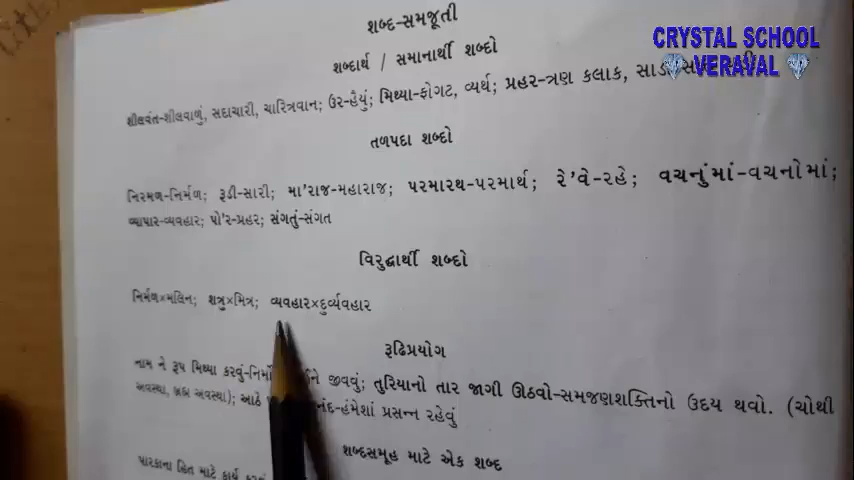 શબ્દ-સમજૂતી
CRYSTAL SCHOOL
VERAVAL
શબ્દાર્થ / સમાનાર્થી શબ્દો
શીલવંત-શીલવાળું, સદાચારી, ચારિત્રવાન; ઉર-હૈયું; મિથ્યા-ફોગટ, વ્યર્થ; પ્રહર-ત્રણ કલાક,
તળપદા શબ્દો
નિરમળ-નિર્મળ; રૂડી-સારી; મા'રાજ-મહારાજ; પરમારથ-પરમાર્થ; રે'વે-રહે; વચનુંમાં-વચનોમાં;
વ્યાપાર-વ્યવહાર; પો'ર-પ્રહર; સંગતું-સંગત
વિરુદ્ધાર્થી શબ્દો
નિર્મળ×મલિન; શત્રુ×મિત્ર; વ્યવહાર×દુર્વ્યવહાર
રૂઢિપ્રયોગ
નામ ને રૂપ મિથ્યા કરવું- જીવવું; તુરિયાનો તાર જાગી ઊઠવો-સમજણશક્તિનો ઉદય થવો. (ચોથી
અવસ્થા, બ્રહ્મ અવસ્થા); આઠે -હંમેશાં પ્રસન્ન રહેવું
શબ્દસમૂહ માટે એક શબ્દ
પારકાના હિત માટે કાર્ય